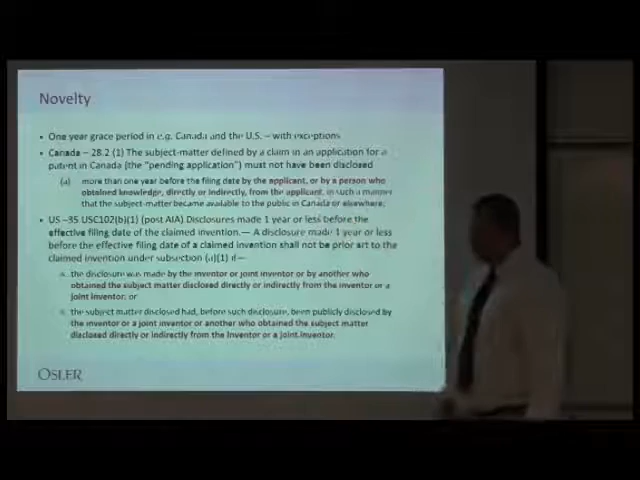 Novelty
• One year grace period in e.g. Canada and the U.S. – with exceptions
• Canada – 28.2 (1) The subject-matter defined by a claim in an application for a
patent in Canada (the "pending application") must not have been disclosed
(a) more than one year before the filing date by the applicant, or by a person who
obtained knowledge, directly or indirectly, from the applicant, in such a manner
that the subject-matter became available to the public in Canada or elsewhere;
• US –35 USC102(b)(1) (post AIA) Disclosures made 1 year or less before the
effective filing date of the claimed invention.— A disclosure made 1 year or less
before the effective filing date of a claimed invention shall not be prior art to the
claimed invention under subsection (a)(1) if—
the disclosure was made by the inventor or joint inventor or by another who
obtained the subject matter disclosed directly or indirectly from the inventor or a
joint inventor; or
the subject matter disclosed had, before such disclosure, been publicly disclosed by
the inventor or a joint inventor or another who obtained the subject matter
disclosed directly or indirectly from the inventor or a joint inventor.
OSLER